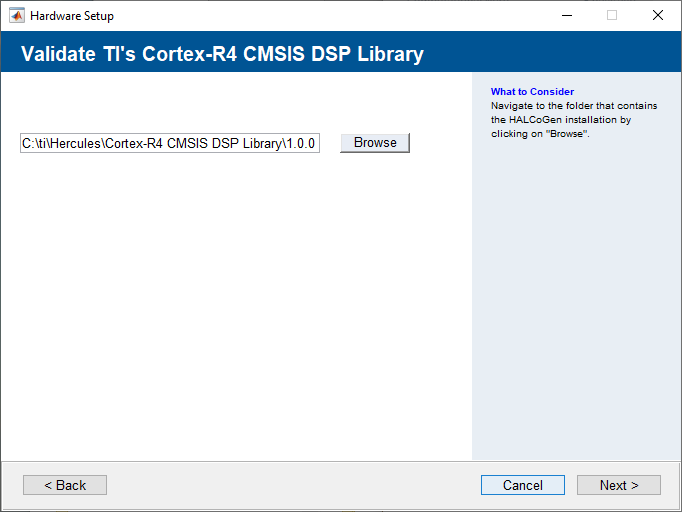 Hardware Setup
Validate TI's Cortex-R4 CMSIS DSP Library
What to Consider
Navigate to the folder that contains
the HALCoGen installation by
clicking on "Browse".
C:\ti\Hercules\Cortex-R4 CMSIS DSP Library\1.0.0
Browse
< Back
Cancel
Next >